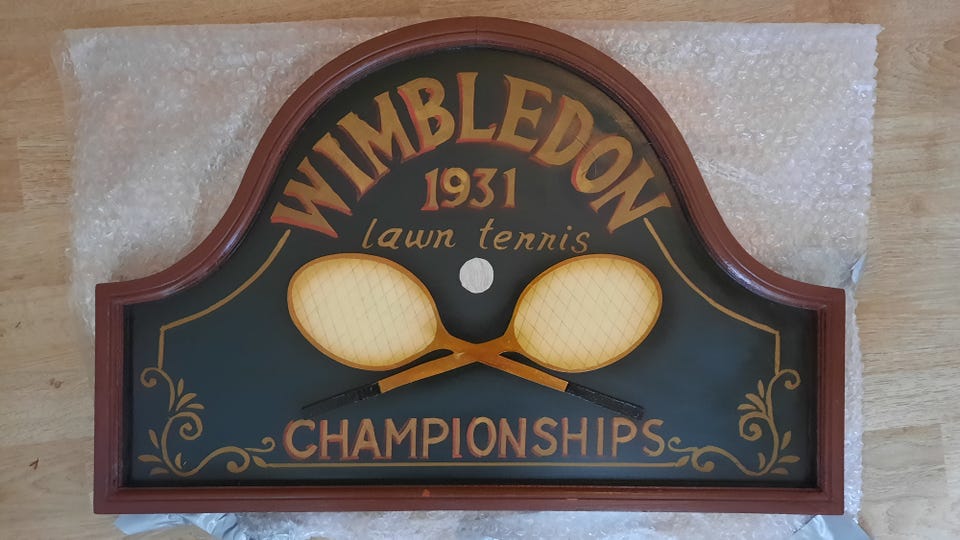 WIMBLEDON
1931
lawn tennis
CHAMPIONSHIPS